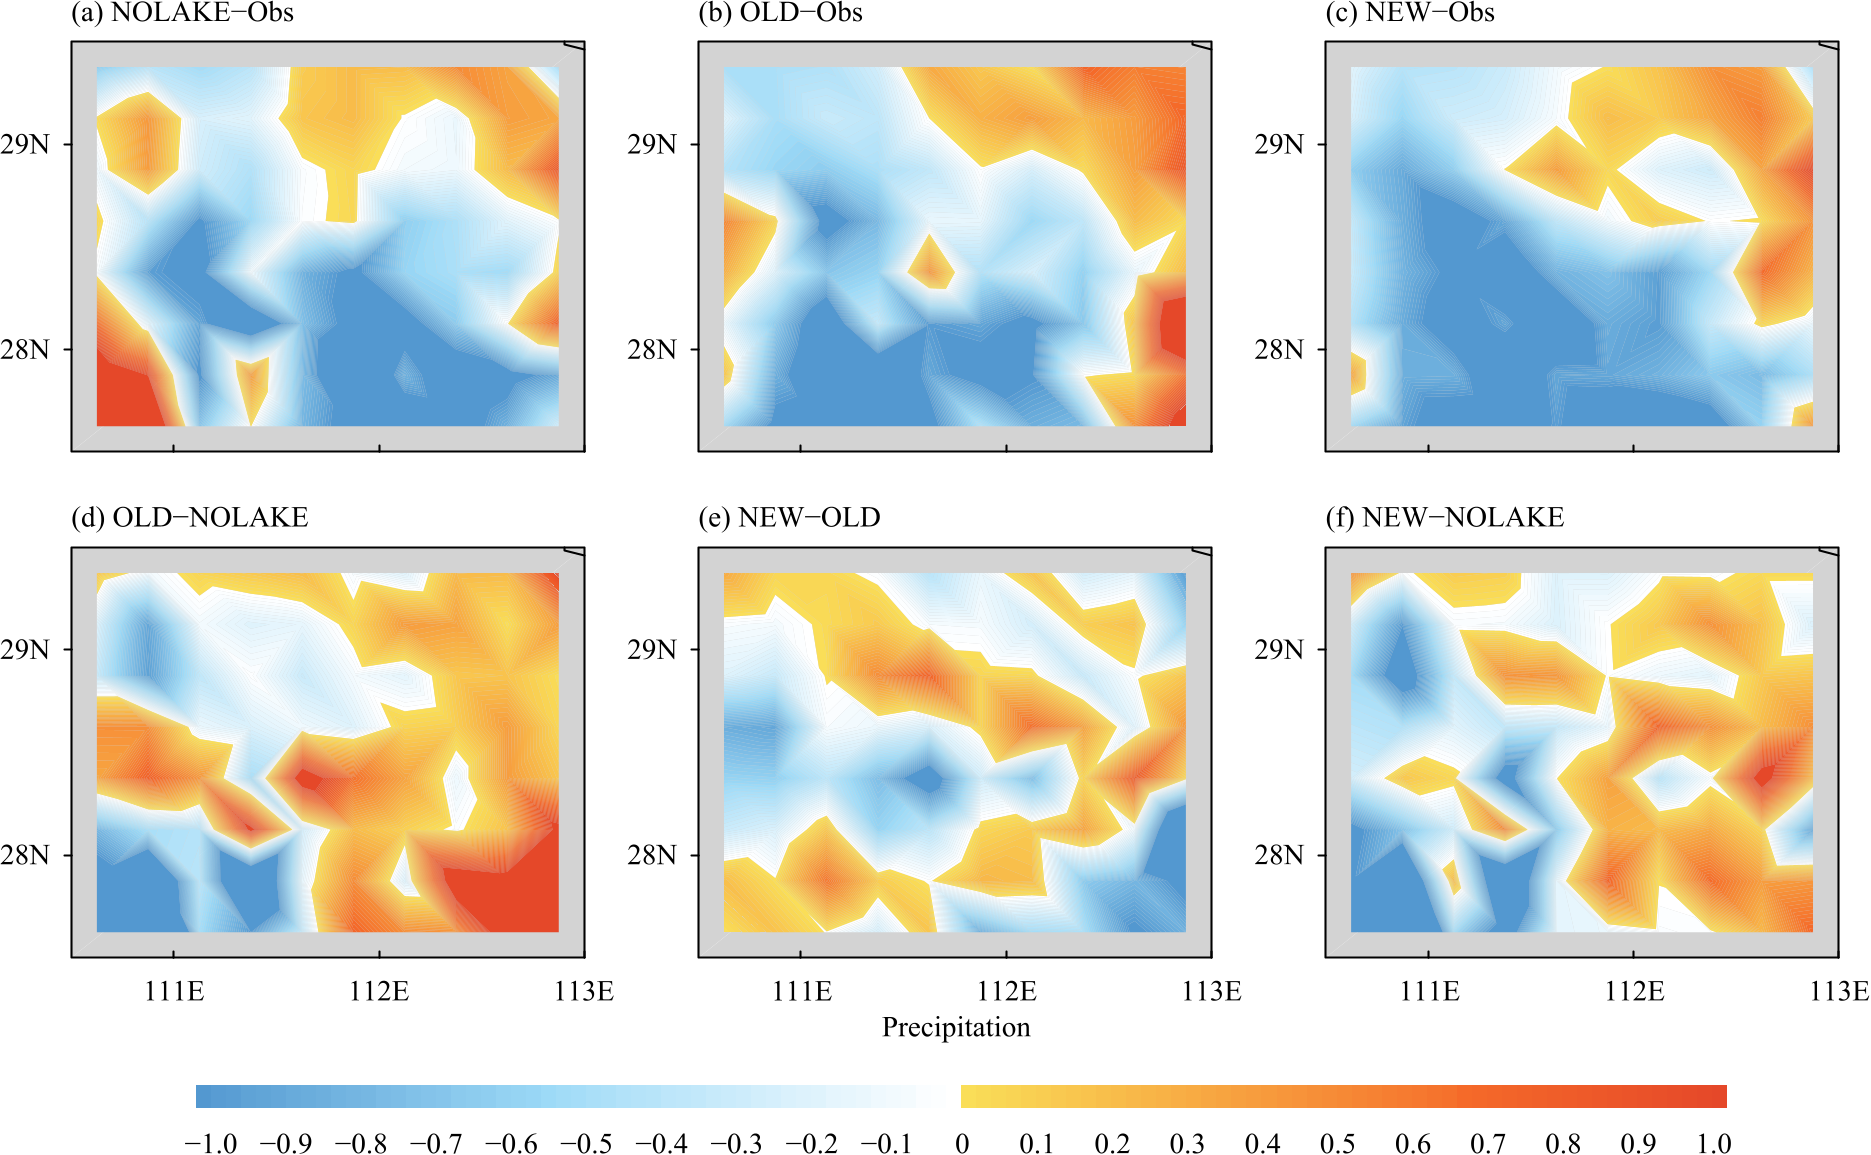 (a) NOLAKE−Obs
(b) OLD−Obs
(c) NEW−Obs
29N
29N
29N
28N
28N
28N
(d) OLD−NOLAKE
(e) NEW−OLD
(f) NEW−NOLAKE
29N
29N
29N
28N
28N
28N
111E 112E 113E
111E 112E 113E
111E 112E 113E
Precipitation
−1.0 −0.9 −0.8 −0.7 −0.6 −0.5 −0.4 −0.3 −0.2 −0.1 0 0.1 0.2 0.3 0.4 0.5 0.6 0.7 0.8 0.9 1.0